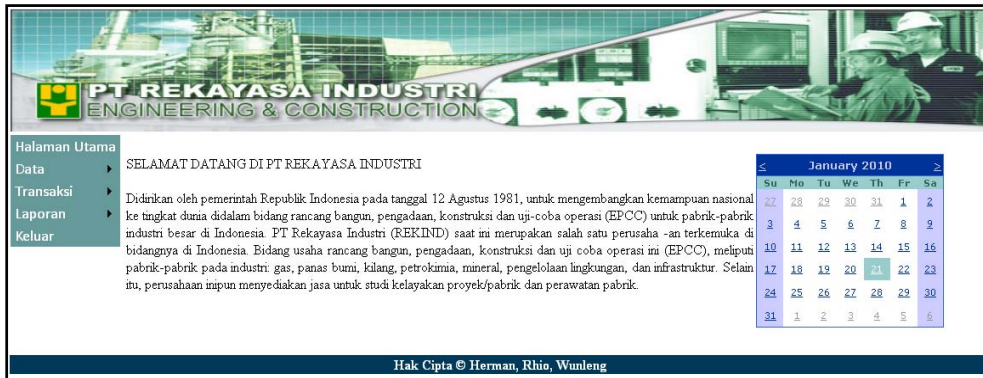 PT REKAYASA INDUSTRI
ENGINEERING & CONSTRUCTION
Halaman Utama
Data
Transaksi
Laporan
Keluar
SELAMAT DATANG DI PT REKAYASA INDUSTRI
Didirikan oleh pemerintah Republik Indonesia pada tanggal 12 Agustus 1981, untuk mengembangkan kemampuan nasional
ke tingkat dunia didalam bidang rancang bangun, pengadaan, konstruksi dan uji-coba operasi (EPCC) untuk pabrik-pabrik
industri besar di Indonesia. PT Rekayasa Industri (REKIND) saat ini merupakan salah satu perusaha -an terkemuka di
bidangnya di Indonesia. Bidang usaha rancang bangun, pengadaan, konstruksi dan uji coba operasi ini (EPCC), meliputi
pabrik-pabrik pada industri: gas, panas bumi, kilang, petrokimia, mineral, pengelolaan lingkungan, dan infrastruktur. Selain
itu, perusahaan inipun menyediakan jasa untuk studi kelayakan proyek/pabrik dan perawatan pabrik.
< January 2010 >
Su Mo Tu We Th Fr Sa
27 28 29 30 31 1 2
3 4 5 6 7 8 9
10 11 12 13 14 15 16
17 18 19 20 21 22 23
24 25 26 27 28 29 30
31 1 2 3 4 5 6
Hak Cipta © Herman, Rhio, Wunleng